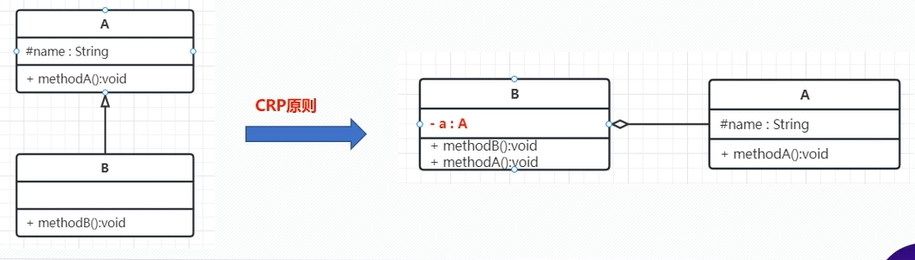 A
#name : String
+ methodA():void
B
+ methodB():void
CRP原则
B
- a : A
+ methodB():void
+ methodA():void
A
#name : String
+ methodA():void